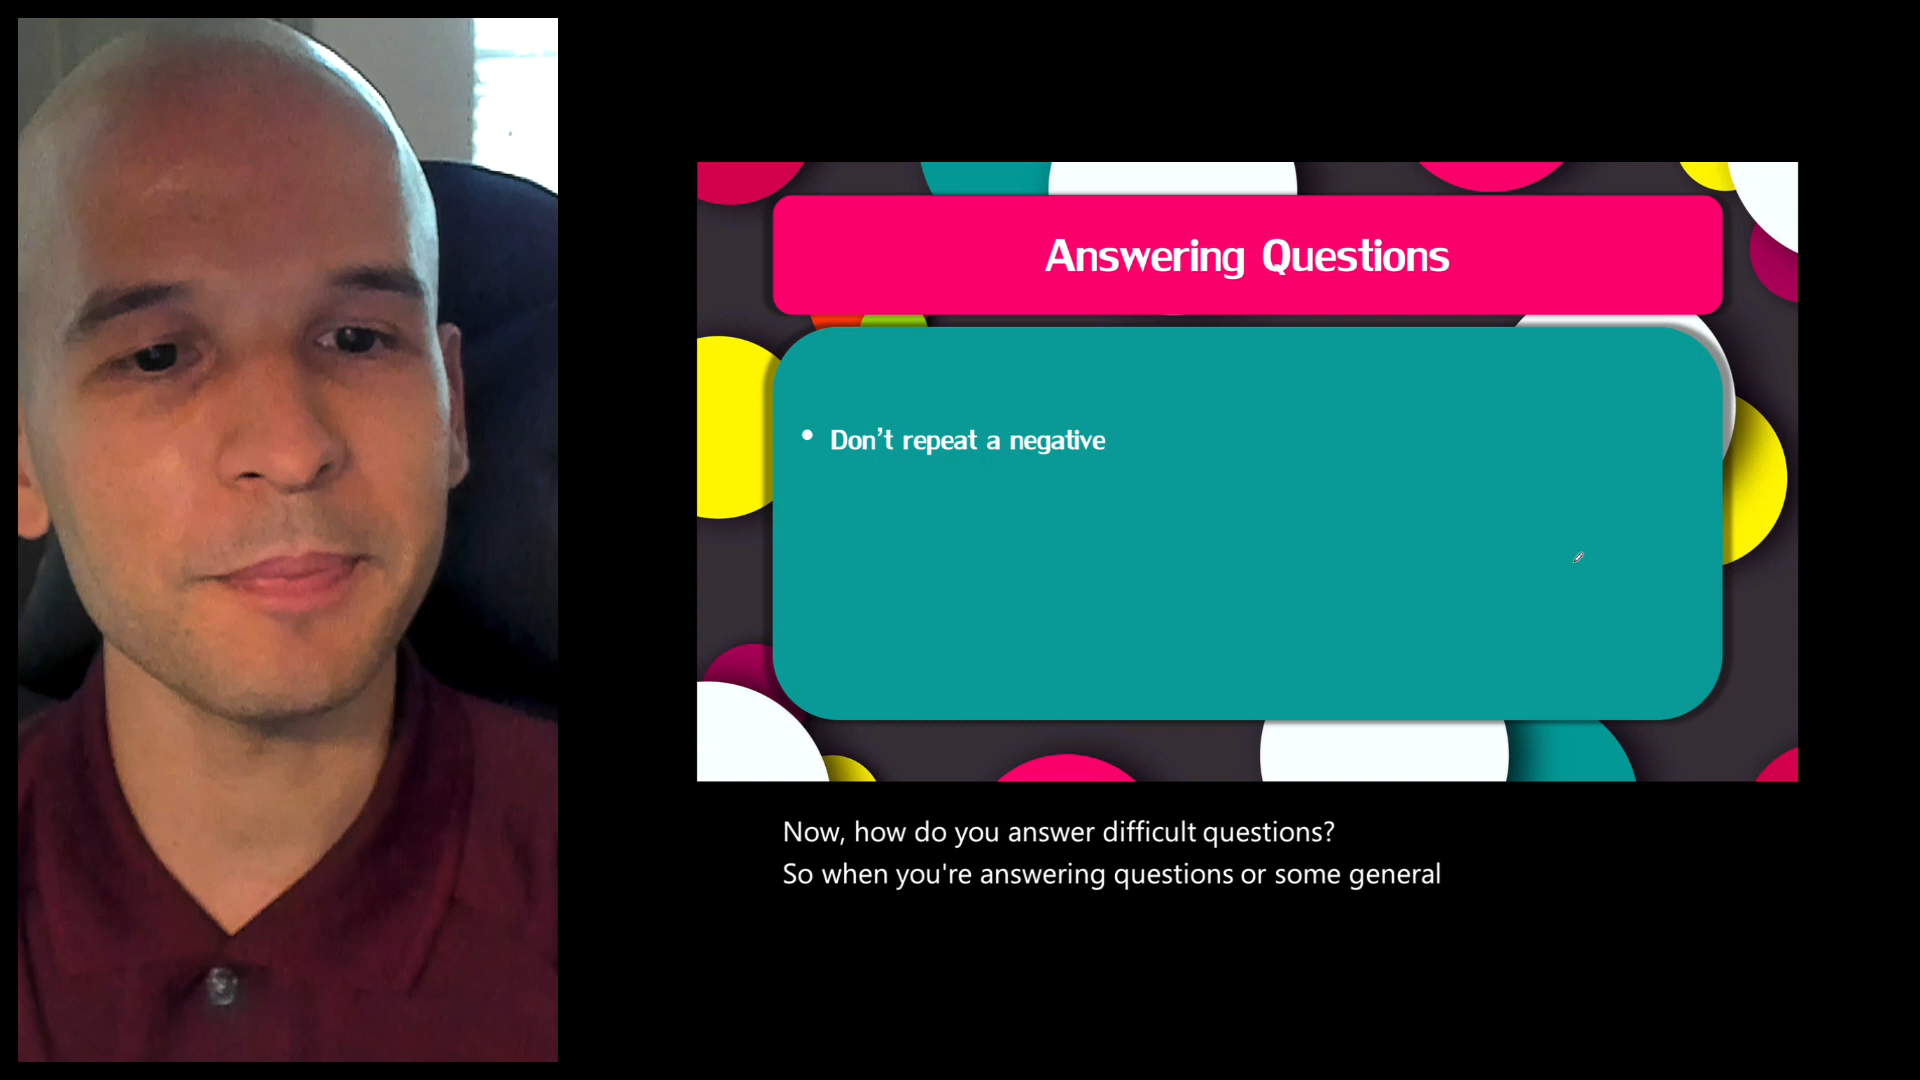 Answering Questions
• Don’t repeat a negative
Now, how do you answer difficult questions?
So when you're answering questions or some general